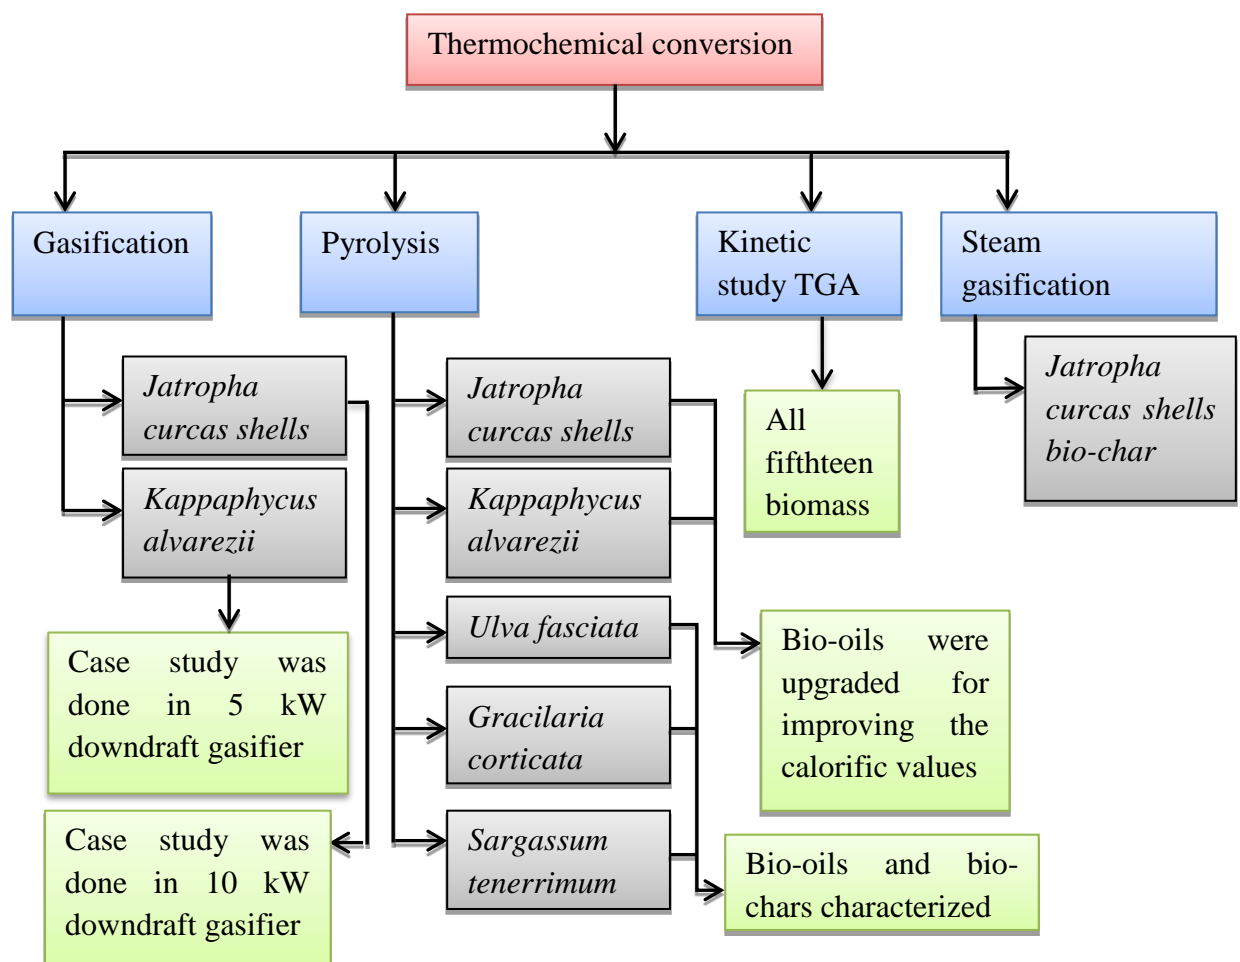 Thermochemical conversion
Gasification
Pyrolysis
Kinetic
study TGA
Steam
gasification
Jatropha
curcas shells
Kappaphycus
alvarezii
Case study was
done in 5 kW
downdraft gasifier
Case study was
done in 10 kW
downdraft gasifier
Jatropha
curcas shells
Kappaphycus
alvarezii
Ulva fasciata
Gracilaria
corticata
Sargassum
tenerrimum
All
fifthteen
biomass
Bio-oils were
upgraded for
improving the
calorific values
Bio-oils and bio-
chars characterized
Jatropha
curcas shells
bio-char